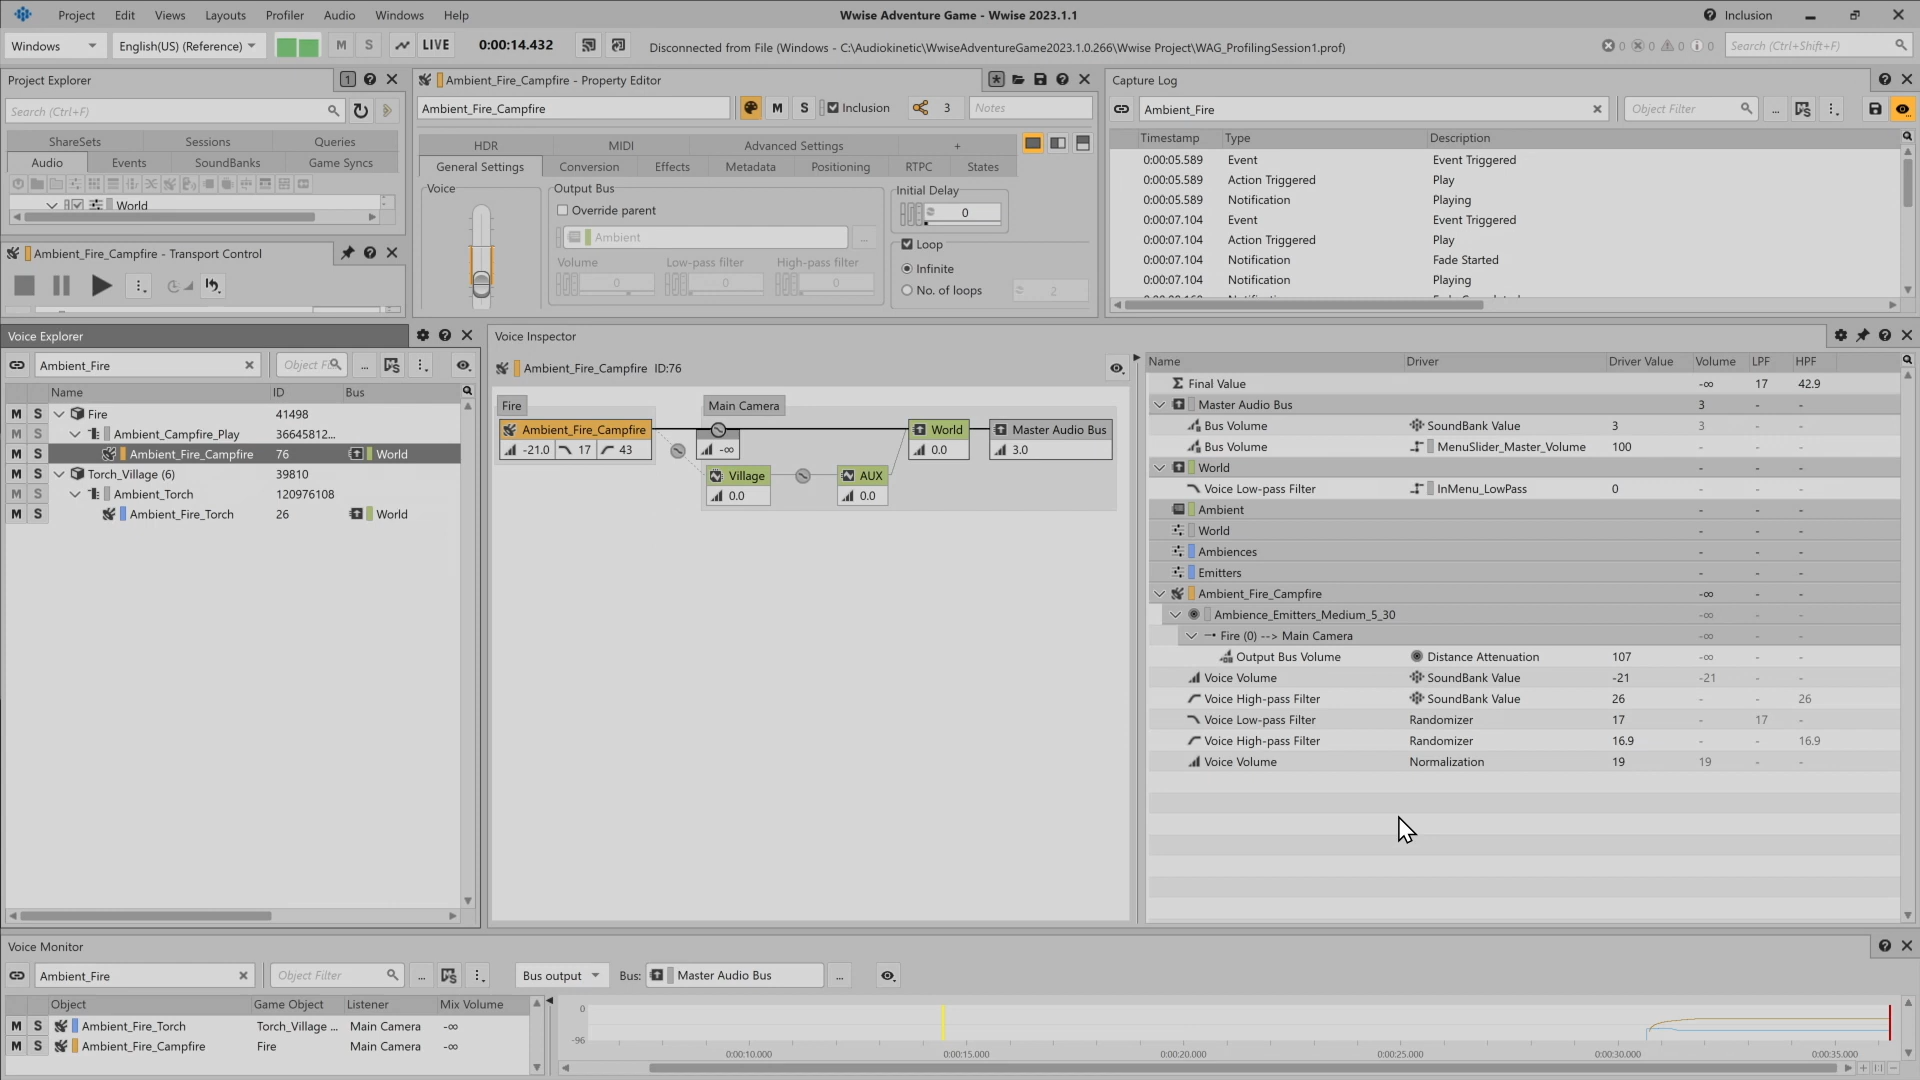 Project Edit Views Layouts Profiler Audio Windows Help
Wwise Adventure Game - Wwise 2023.1.1
Inclusion
Windows English(US) (Reference) M S LIVE 0:00:14.432
Disconnected from File (Windows - C:\Audiokinetic\WwiseAdventureGame2023.1.0.266\Wwise Project\WAG_ProfilingSession1.prof)
0 0 0 0
Search (Ctrl+Shift+F)
Project Explorer
1
Search (Ctrl+F)
ShareSets Sessions Queries
Audio Events SoundBanks Game Syncs
World
Ambient_Fire_Campfire - Transport Control
Ambient_Fire_Campfire - Property Editor
Ambient_Fire_Campfire
M S Inclusion 3 Notes
HDR MIDI Advanced Settings +
General Settings Conversion Effects Metadata Positioning RTPC States
Voice
Output Bus
Override parent
Ambient
...
Volume Low-pass filter High-pass filter
0 0 0
Initial Delay
0
Loop
Infinite
No. of loops 2
Capture Log
Ambient_Fire
Object Filter
...
Timestamp Type Description
0:00:05.589 Event Event Triggered
0:00:05.589 Action Triggered Play
0:00:05.589 Notification Playing
0:00:07.104 Event Event Triggered
0:00:07.104 Action Triggered Play
0:00:07.104 Notification Fade Started
0:00:07.104 Notification Playing
Voice Explorer
Ambient_Fire
...
Name ID Bus
M S Fire 41498
M S Ambient_Campfire_Play 36645812...
M S Ambient_Fire_Campfire 76 World
M S Torch_Village (6) 39810
M S Ambient_Torch 120976108
M S Ambient_Fire_Torch 26 World
Voice Inspector
Ambient_Fire_Campfire ID:76
Fire
Main Camera
Ambient_Fire_Campfire
-21.0 17 43
-∞
World
0.0
Master Audio Bus
3.0
Village
0.0
AUX
0.0
Name Driver Driver Value Volume LPF HPF
Final Value -∞ 17 42.9
Master Audio Bus 3 - -
Bus Volume SoundBank Value 3 3 - -
Bus Volume MenuSlider_Master_Volume 100 - - -
World - - -
Voice Low-pass Filter InMenu_LowPass 0 - - -
Ambient - - -
World - - -
Ambiences - - -
Emitters - - -
Ambient_Fire_Campfire -∞ - -
Ambience_Emitters_Medium_5_30 -∞ - -
Fire (0) --> Main Camera -∞ - -
Output Bus Volume Distance Attenuation 107 -∞ - -
Voice Volume SoundBank Value -21 -21 - -
Voice High-pass Filter SoundBank Value 26 - - 26
Voice Low-pass Filter Randomizer 17 - 17 -
Voice High-pass Filter Randomizer 16.9 - - 16.9
Voice Volume Normalization 19 19 - -
Voice Monitor
Ambient_Fire
Object Filter
...
Bus output
Bus: Master Audio Bus
...
Object Game Object Listener Mix Volume
M S Ambient_Fire_Torch Torch_Village ... Main Camera -∞
M S Ambient_Fire_Campfire Fire Main Camera -∞
0
-96
0:00:10.000 0:00:15.000 0:00:20.000 0:00:25.000 0:00:30.000 0:00:35.000